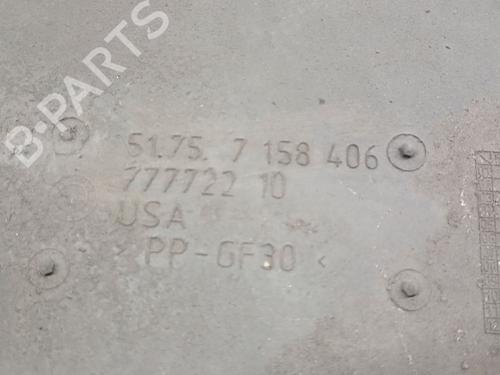 B-PARTS
51.75. 7 158 406
777722 10
USA
> PP-GF30 <